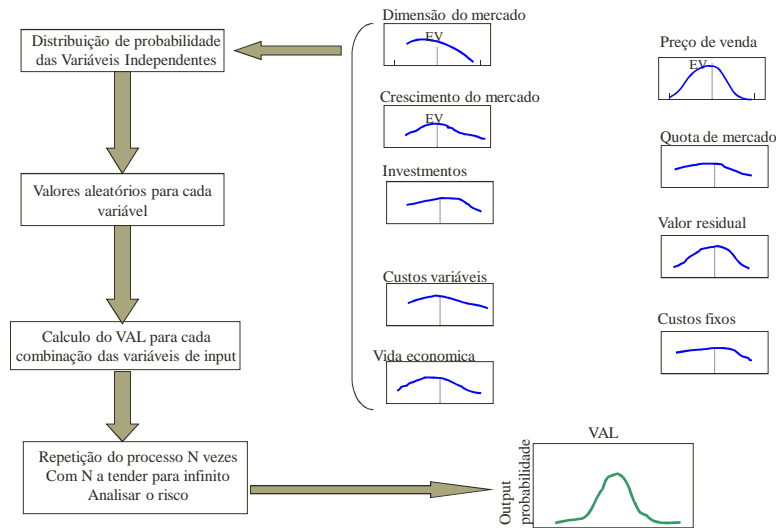 Distribuição de probabilidade
das Variáveis Independentes
Valores aleatórios para cada
variável
Calculo do VAL para cada
combinação das variáveis de input
Repetição do processo N vezes
Com N a tender para infinito
Analisar o risco
Dimensão do mercado
EV
Crescimento do mercado
EV
Investimentos
Custos variáveis
Vida economica
Preço de venda
EV
Quota de mercado
Valor residual
Custos fixos
VAL
Output
probabilidade